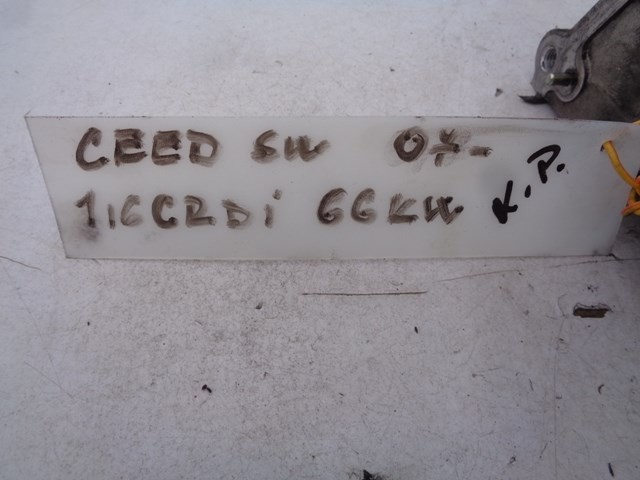 CEED SW 07-
1,6CRDi 66KW K.P.